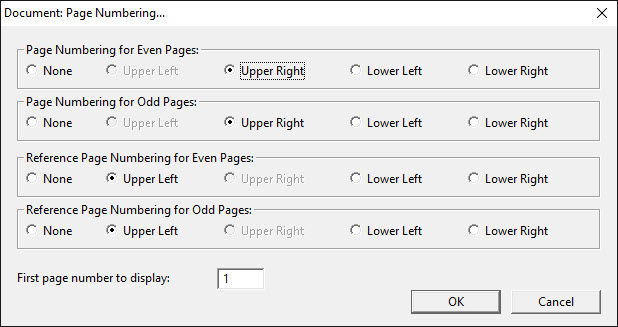 Document: Page Numbering...
Page Numbering for Even Pages:
None Upper Left Upper Right Lower Left Lower Right
Page Numbering for Odd Pages:
None Upper Left Upper Right Lower Left Lower Right
Reference Page Numbering for Even Pages:
None Upper Left Upper Right Lower Left Lower Right
Reference Page Numbering for Odd Pages:
None Upper Left Upper Right Lower Left Lower Right
First page number to display: 1
OK Cancel